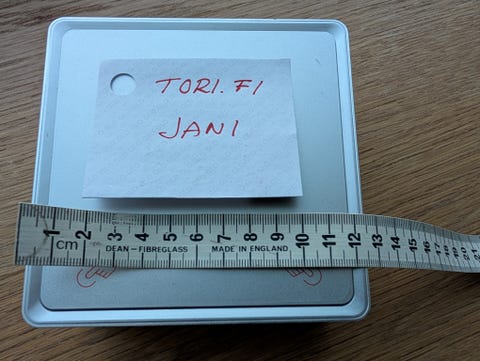 TORI.FI
JANI
1 2 3 4 5 6 7 8 9 10 11 12 13 14 15 16 17 18 19 20 21
cm DEAN – FIBREGLASS MADE IN ENGLAND